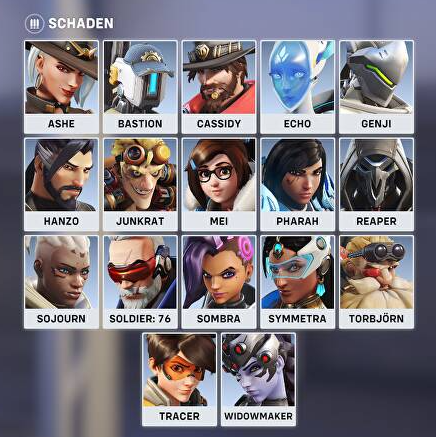 SCHADEN
ASHE
BASTION
CASSIDY
ECHO
GENJI
HANZO
JUNKRAT
MEI
PHARAH
REAPER
SOJOURN
SOLDIER: 76
SOMBRA
SYMMETRA
TORBJÖRN
TRACER
WIDOWMAKER